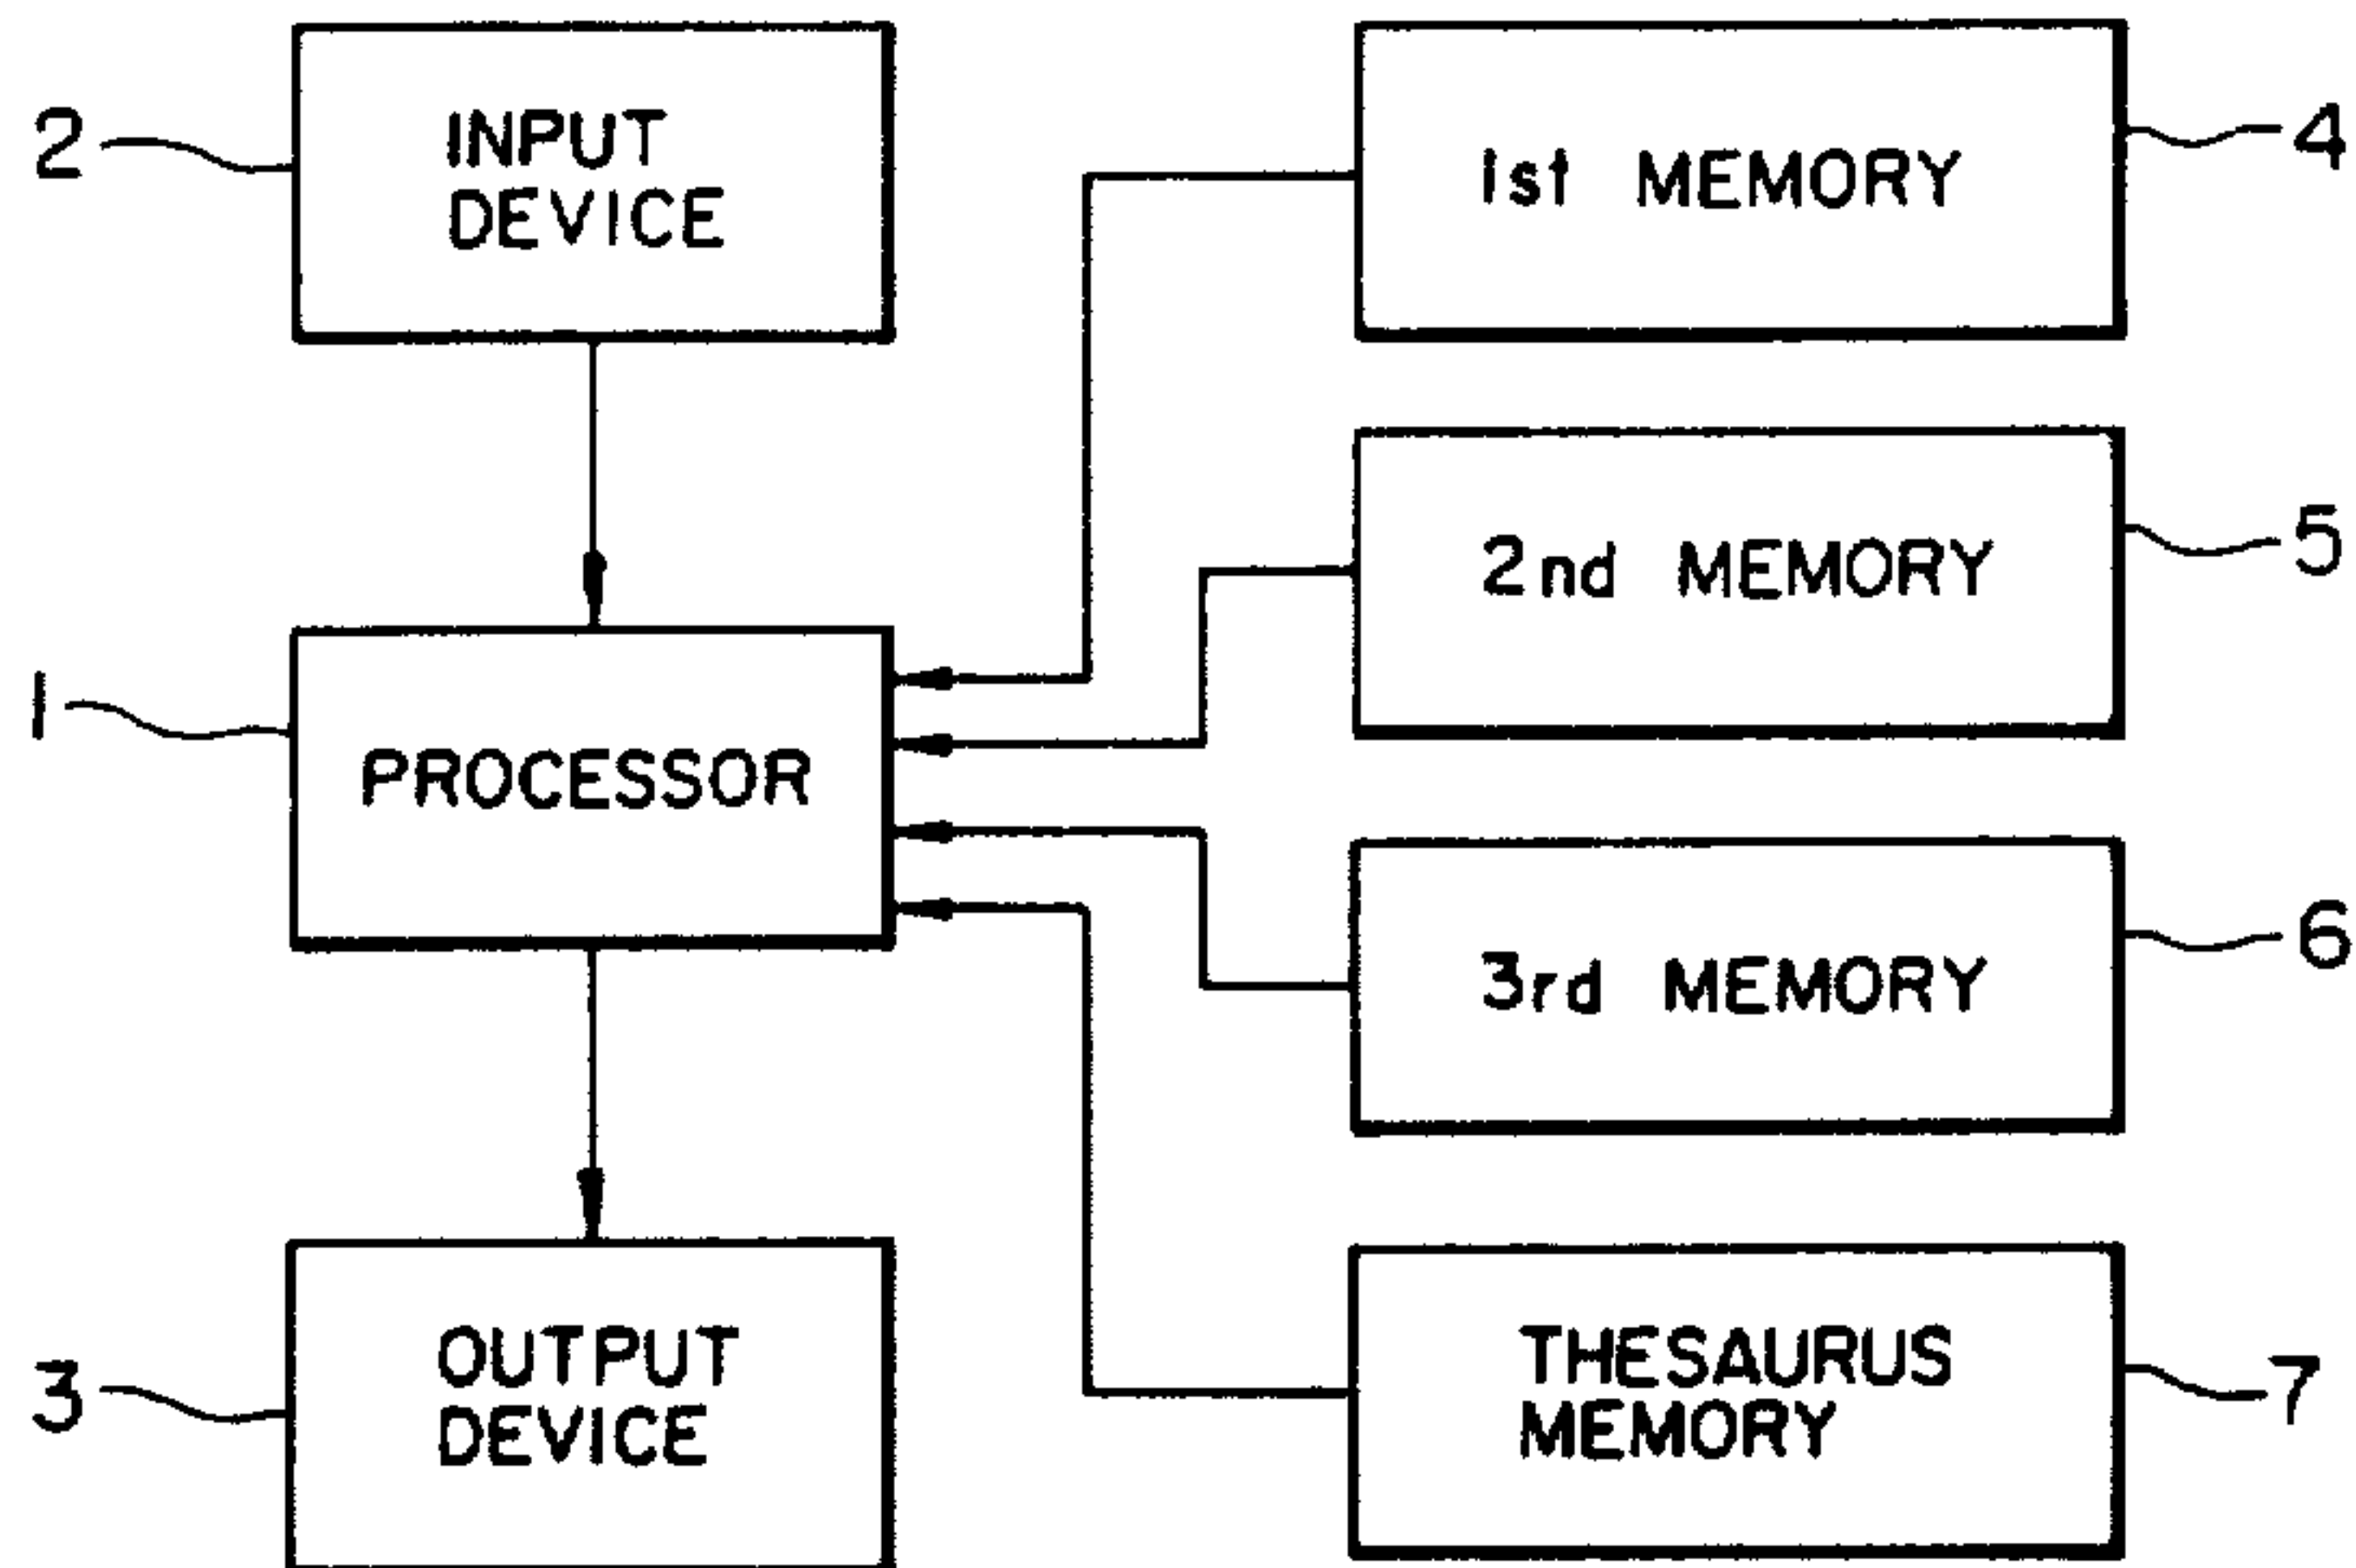 2
INPUT
DEVICE
1st MEMORY
4
2nd MEMORY
5
1
PROCESSOR
3rd MEMORY
6
3
OUTPUT
DEVICE
THESAURUS
MEMORY
7